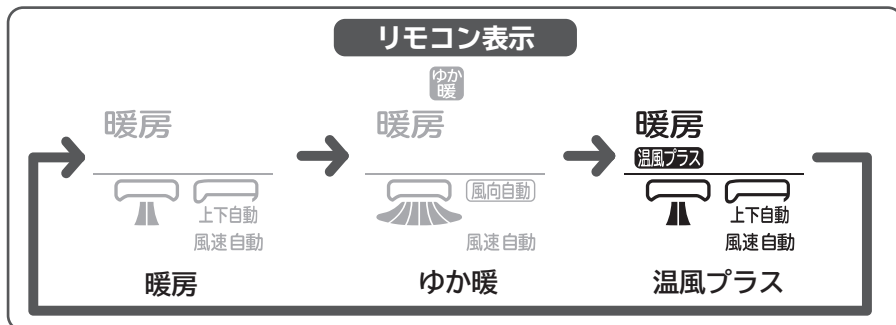 リモコン表示
暖房
上下自動
風速自動
暖房
ゆか暖
暖房
風向自動
風速自動
ゆか暖
暖房
温風プラス
上下自動
風速自動
温風プラス